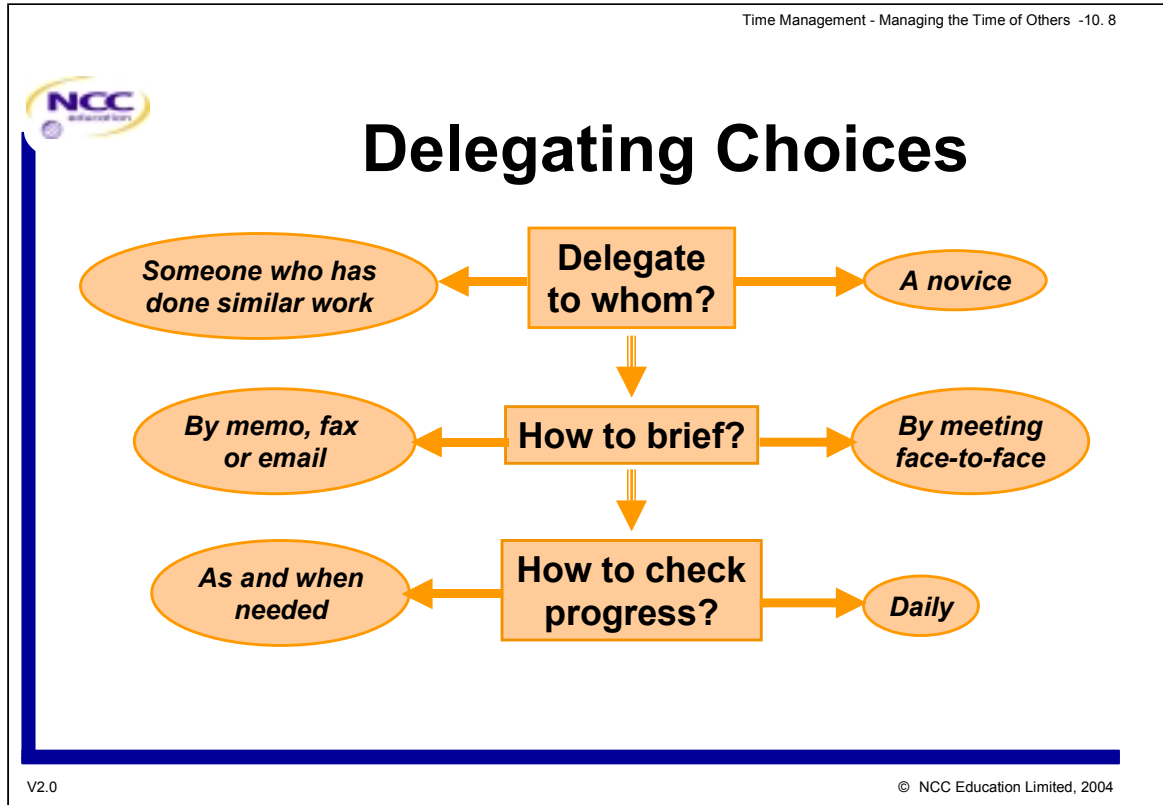 Time Management - Managing the Time of Others -10. 8
NCC
education
Delegating Choices
Delegate
to whom?
Someone who has
done similar work
A novice
How to brief?
By memo, fax
or email
By meeting
face-to-face
How to check
progress?
As and when
needed
Daily
V2.0
© NCC Education Limited, 2004